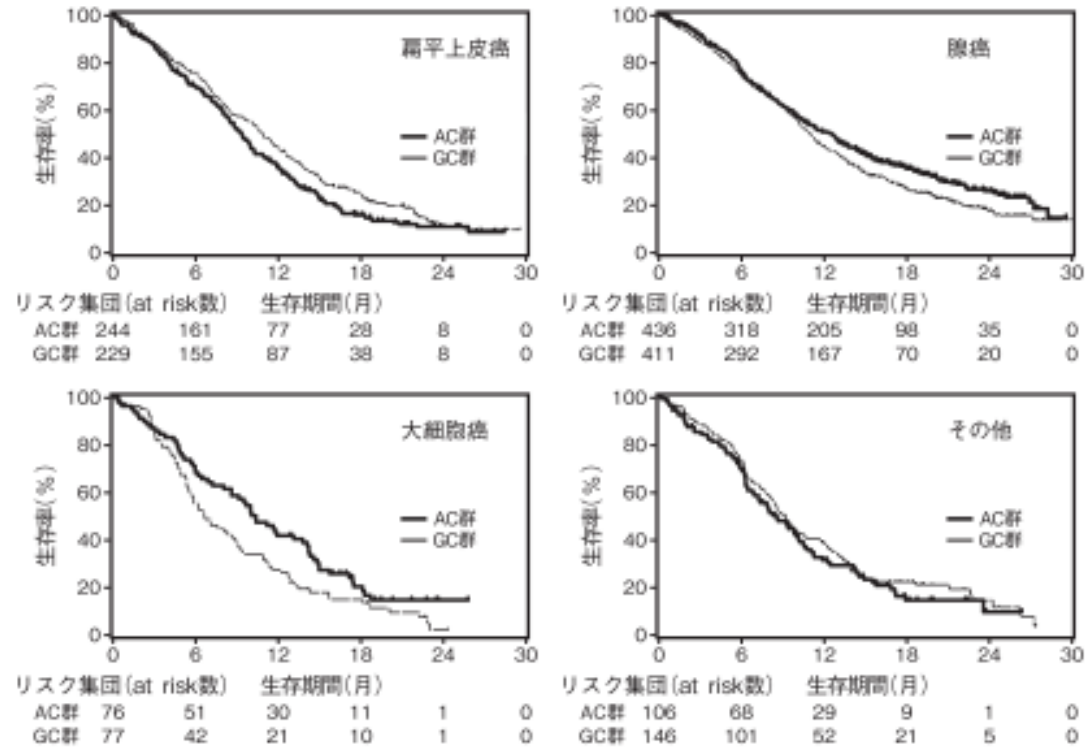 扁平上皮癌
生存率(%)
100
80
60
40
20
0
AC群
GC群
0 6 12 18 24 30
リスク集団(at risk数) 生存期間(月)
AC群 244 161 77 28 8 0
GC群 229 155 87 38 8 0
腺癌
生存率(%)
100
80
60
40
20
0
AC群
GC群
0 6 12 18 24 30
リスク集団(at risk数) 生存期間(月)
AC群 436 318 205 98 35 0
GC群 411 292 167 70 20 0
大細胞癌
生存率(%)
100
80
60
40
20
0
AC群
GC群
0 6 12 18 24 30
リスク集団(at risk数) 生存期間(月)
AC群 76 51 30 11 1 0
GC群 77 42 21 10 1 0
その他
生存率(%)
100
80
60
40
20
0
AC群
GC群
0 6 12 18 24 30
リスク集団(at risk数) 生存期間(月)
AC群 106 68 29 9 1 0
GC群 146 101 52 21 5 0